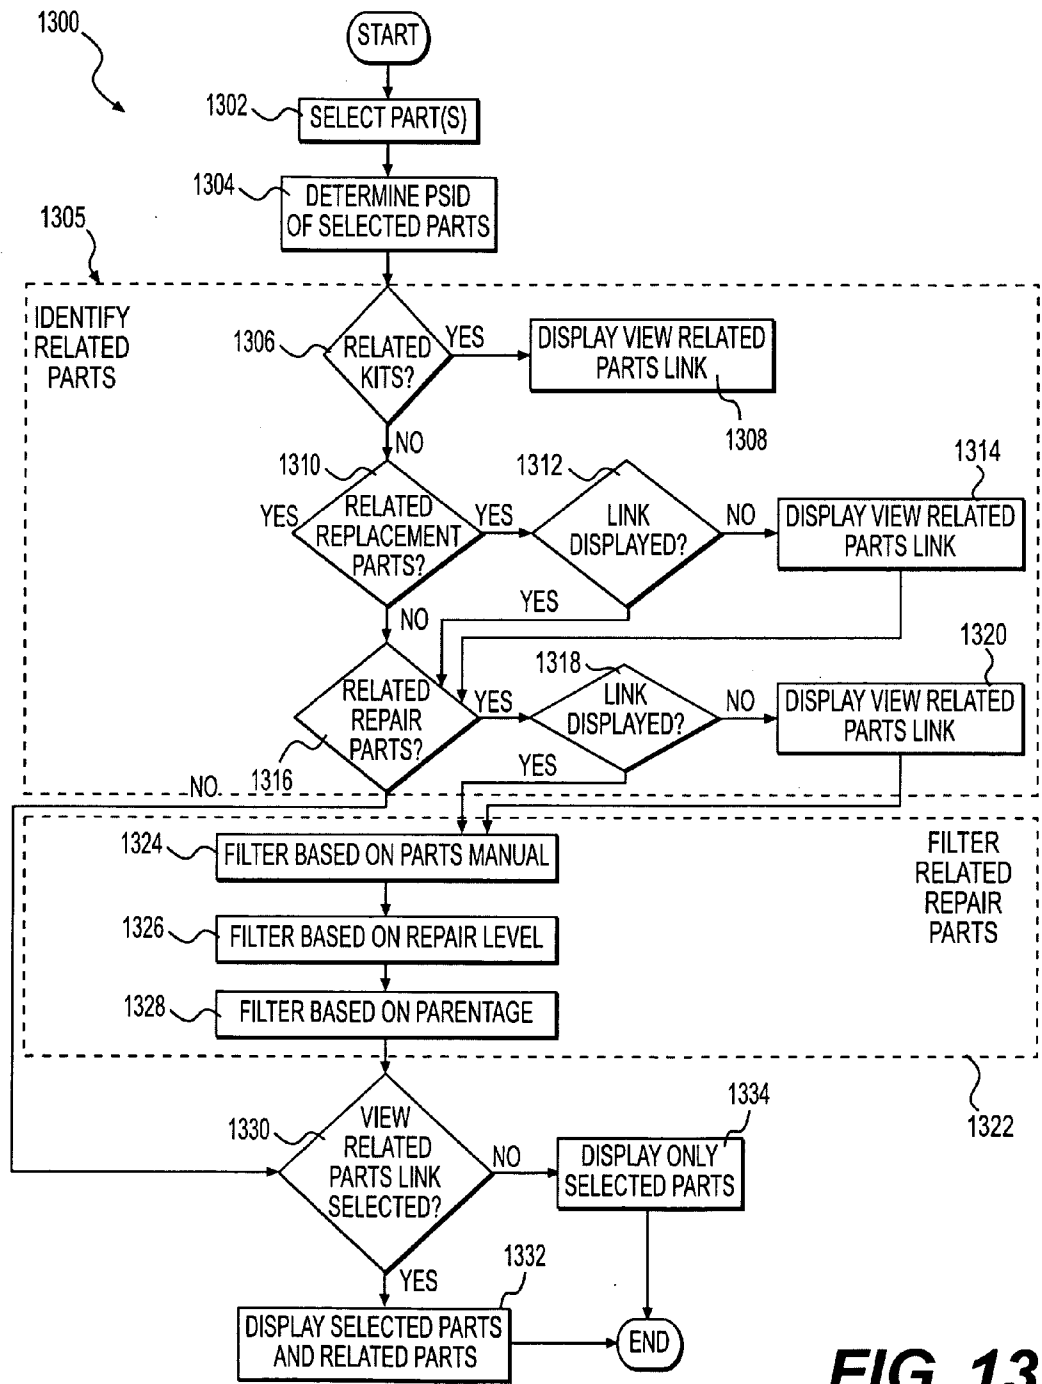 1300
START
1302
SELECT PART(S)
1304
DETERMINE PSID
OF SELECTED PARTS
1305
IDENTIFY
RELATED
PARTS
1306
RELATED
KITS?
YES
DISPLAY VIEW RELATED
PARTS LINK
1308
NO
1310
YES
RELATED
REPLACEMENT
PARTS?
YES
1312
LINK
DISPLAYED?
NO
1314
DISPLAY VIEW RELATED
PARTS LINK
YES
NO
1316
RELATED
REPAIR
PARTS?
YES
1318
LINK
DISPLAYED?
NO
1320
DISPLAY VIEW RELATED
PARTS LINK
YES
NO
1324
FILTER BASED ON PARTS MANUAL
FILTER
RELATED
REPAIR
PARTS
1326
FILTER BASED ON REPAIR LEVEL
1328
FILTER BASED ON PARENTAGE
1322
1330
VIEW
RELATED
PARTS LINK
SELECTED?
NO
1334
DISPLAY ONLY
SELECTED PARTS
YES
1332
DISPLAY SELECTED PARTS
AND RELATED PARTS
END
FIG. 13